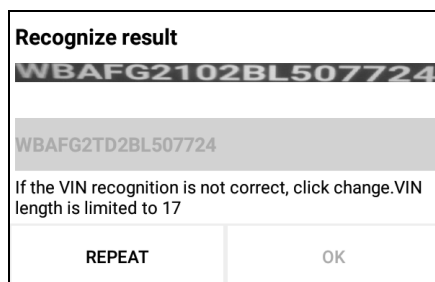 Recognize result
WBAFG2102BL507724
WBAFG2TD2BL507724
If the VIN recognition is not correct, click change.VIN
length is limited to 17
REPEAT OK